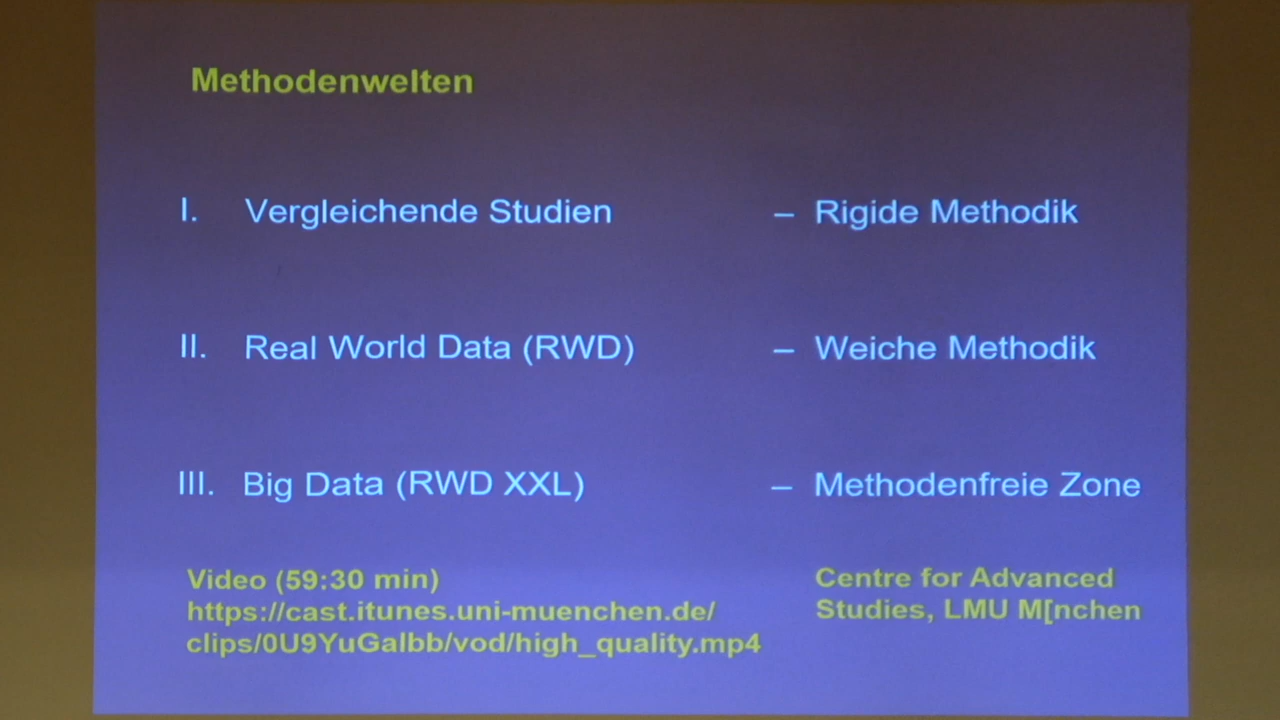 Methodenwelten
I. Vergleichende Studien – Rigide Methodik
II. Real World Data (RWD) – Weiche Methodik
III. Big Data (RWD XXL) – Methodenfreie Zone
Video (59:30 min)
https://cast.itunes.uni-muenchen.de/
clips/0U9YuGalbb/vod/high_quality.mp4
Centre for Advanced
Studies, LMU M[nchen